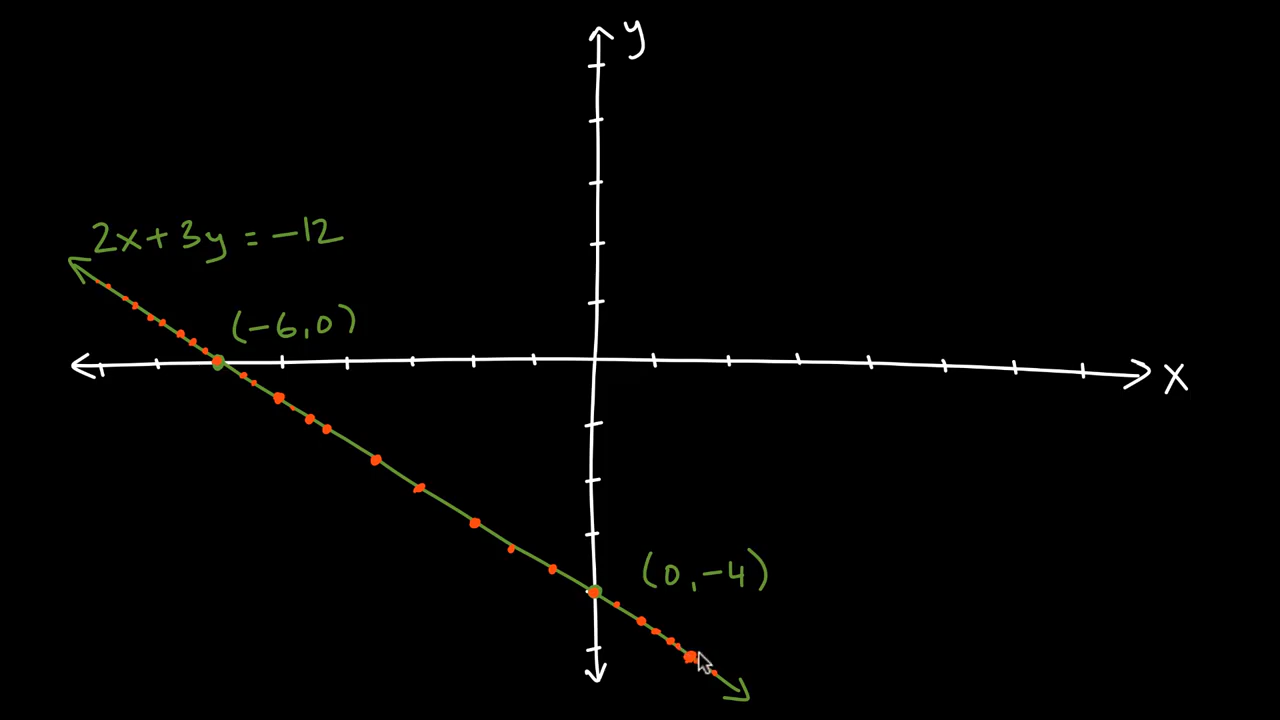 y
2x+3y=-12
(-6,0)
x
(0,-4)